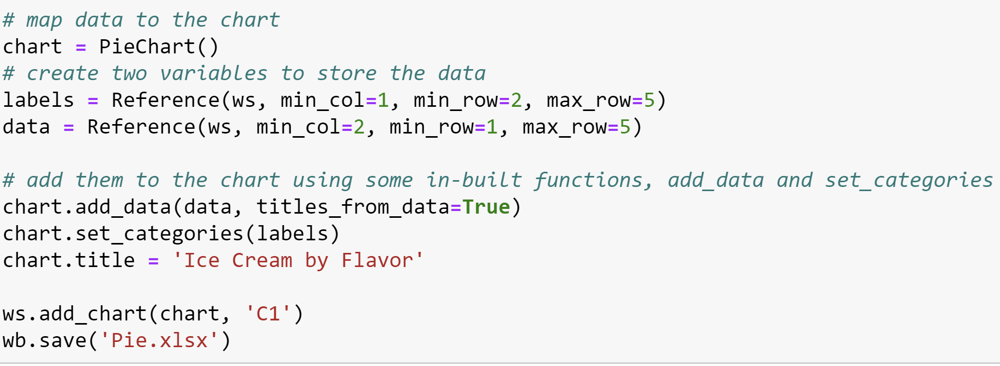 # map data to the chart
chart = PieChart()
# create two variables to store the data
labels = Reference(ws, min_col=1, min_row=2, max_row=5)
data = Reference(ws, min_col=2, min_row=1, max_row=5)
# add them to the chart using some in-built functions, add_data and set_categories
chart.add_data(data, titles_from_data=True)
chart.set_categories(labels)
chart.title = 'Ice Cream by Flavor'
ws.add_chart(chart, 'C1')
wb.save('Pie.xlsx')